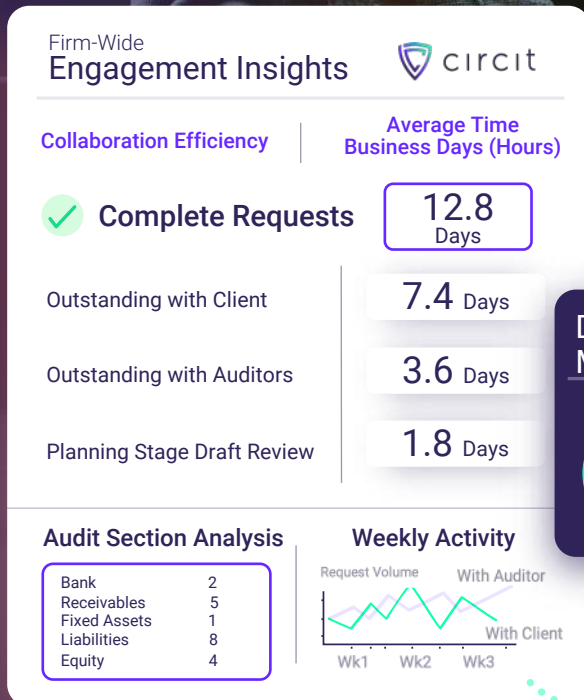 Firm-Wide
Engagement Insights
circit
Collaboration Efficiency
Average Time
Business Days (Hours)
Complete Requests
12.8
Days
Outstanding with Client
7.4 Days
Outstanding with Auditors
3.6 Days
Planning Stage Draft Review
1.8 Days
Audit Section Analysis
Bank 2
Receivables 5
Fixed Assets 1
Liabilities 8
Equity 4
Weekly Activity
Request Volume
With Auditor
With Client
Wk1 Wk2 Wk3